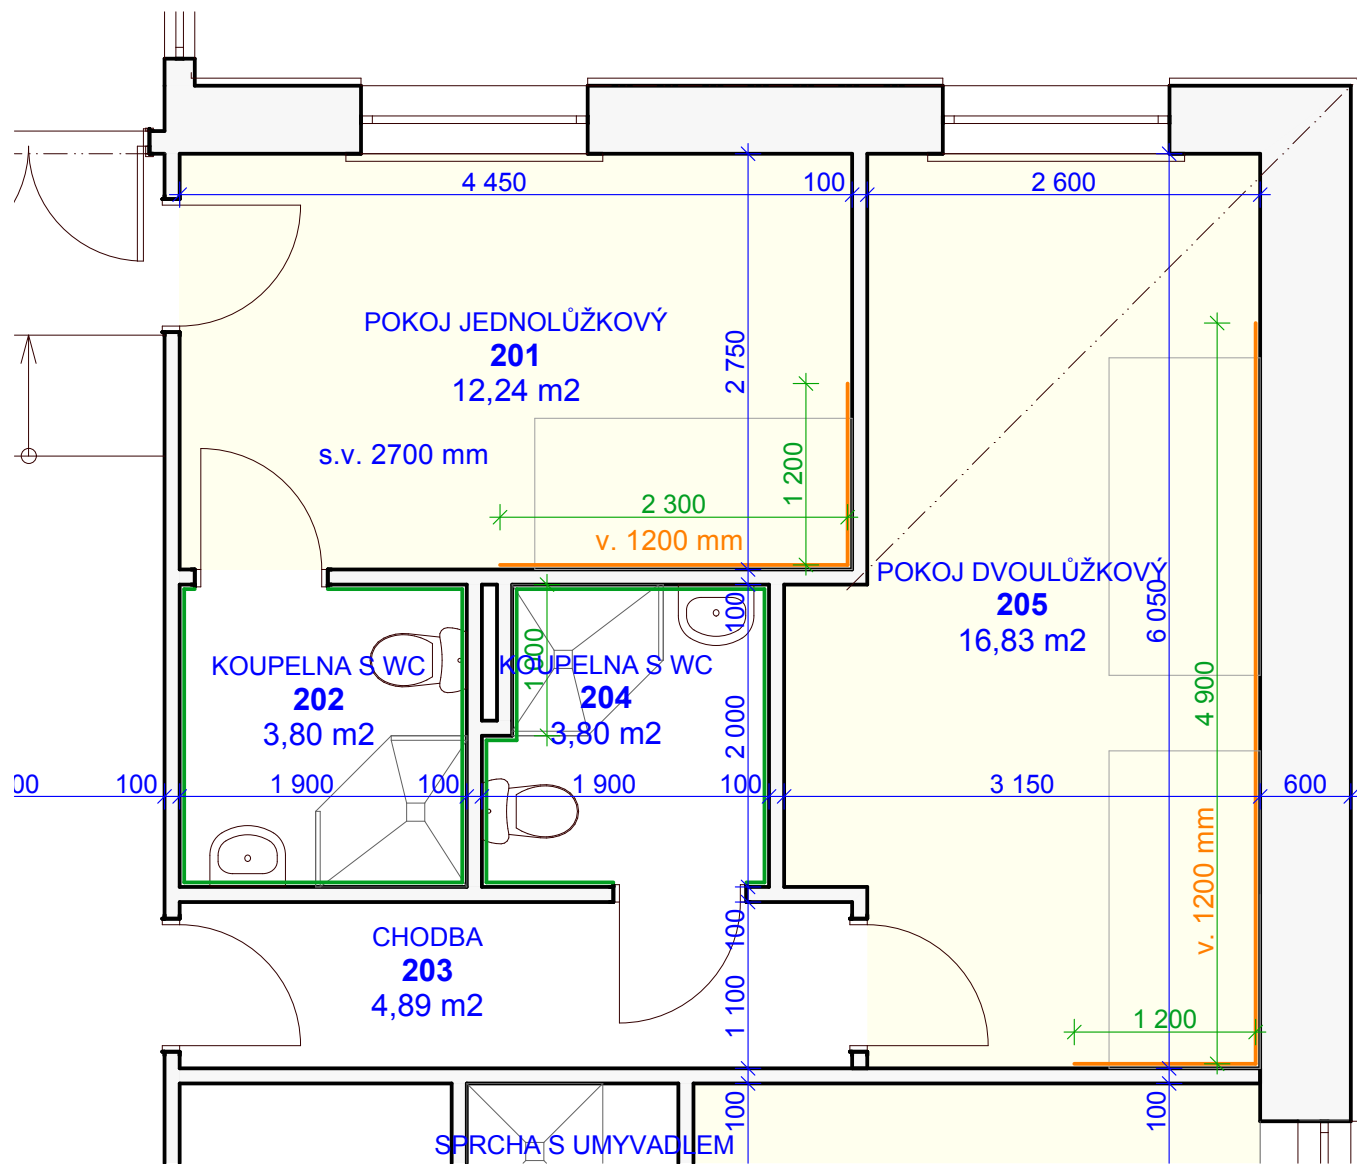 4 450
100
2 600
POKOJ JEDNOLŮŽKOVÝ
201
12,24 m2
2 750
s.v. 2700 mm
1 200
2 300
v. 1200 mm
POKOJ DVOULŮŽKOVÝ
205
16,83 m2
6 050
100
KOUPELNA S WC
202
3,80 m2
KOUPELNA S WC
204
3,80 m2
2 000
4 900
00
100
1 900
100
1 900
100
3 150
600
v. 1200 mm
CHODBA
203
4,89 m2
100
1 100
1 200
100
100
SPRCHA S UMYVADLEM